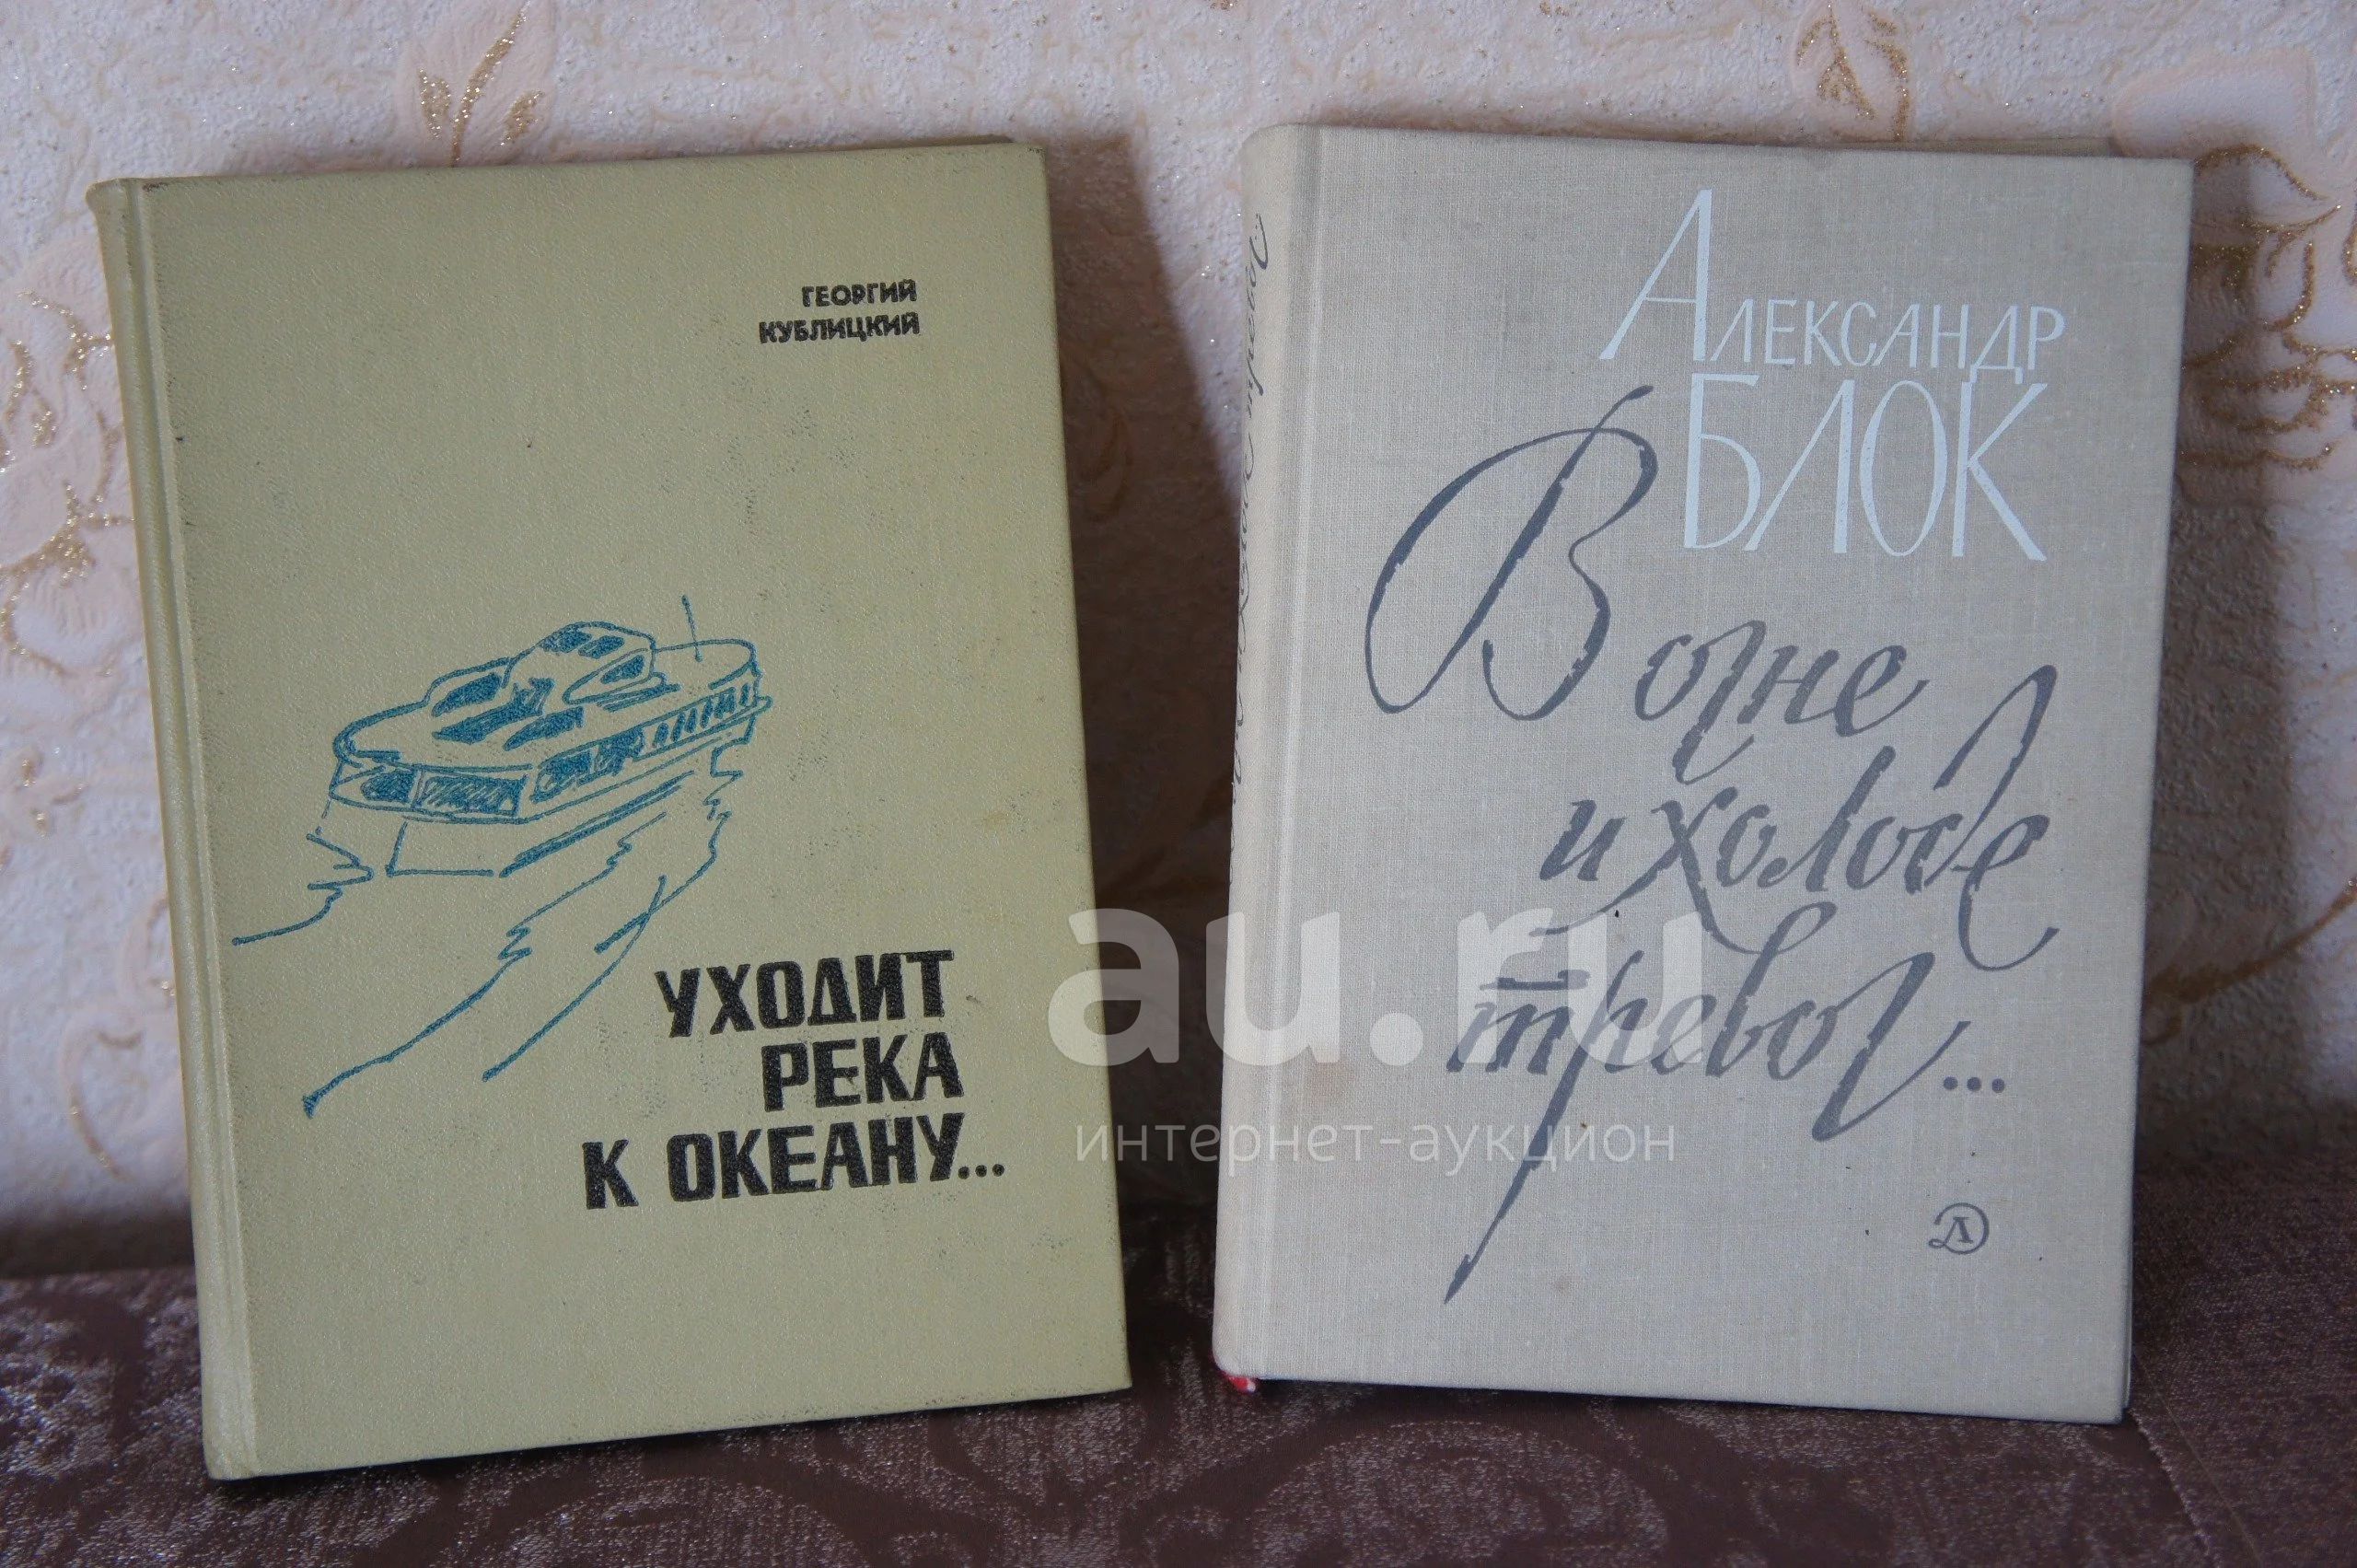 ГЕОРГИЙ
КУБЛИЦКИЙ
УХОДИТ
РЕКА
К ОКЕАНУ...
АЛЕКСАНДР
БЛОК
В огне
и холоде
тревог...
Д
au.ru
интернет-аукцион